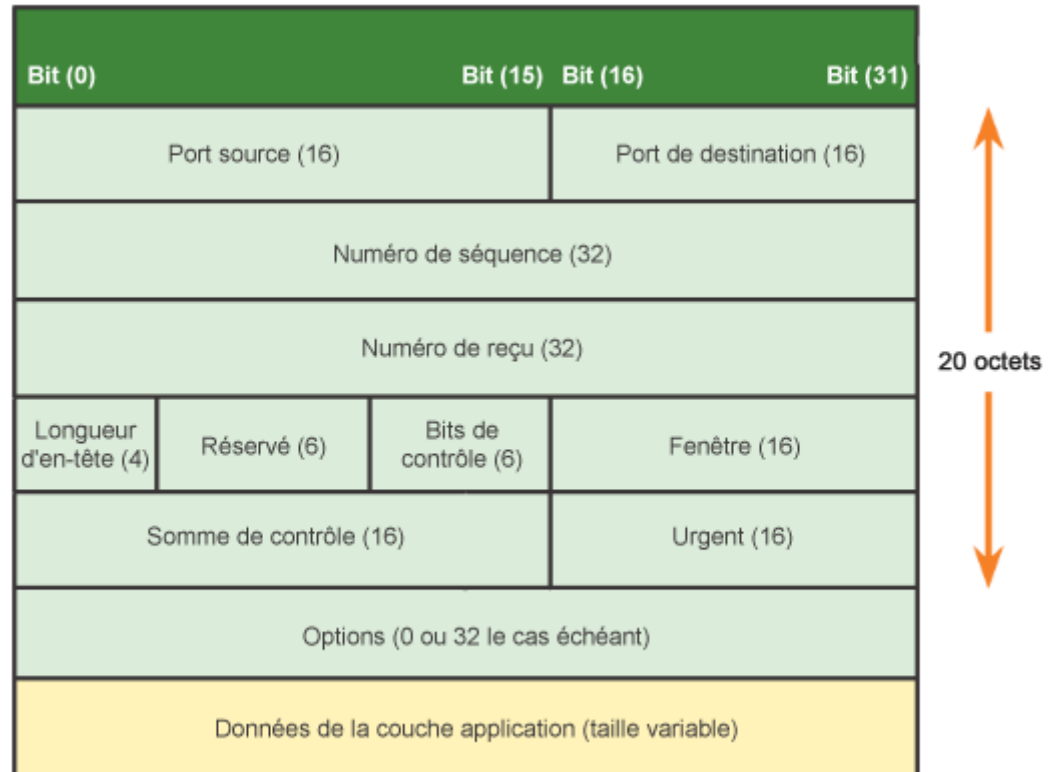 Bit (0) Bit (15) Bit (16) Bit (31)
Port source (16) Port de destination (16)
Numéro de séquence (32)
Numéro de reçu (32)
20 octets
Longueur
d'en-tête (4)
Réservé (6)
Bits de
contrôle (6)
Fenêtre (16)
Somme de contrôle (16) Urgent (16)
Options (0 ou 32 le cas échéant)
Données de la couche application (taille variable)